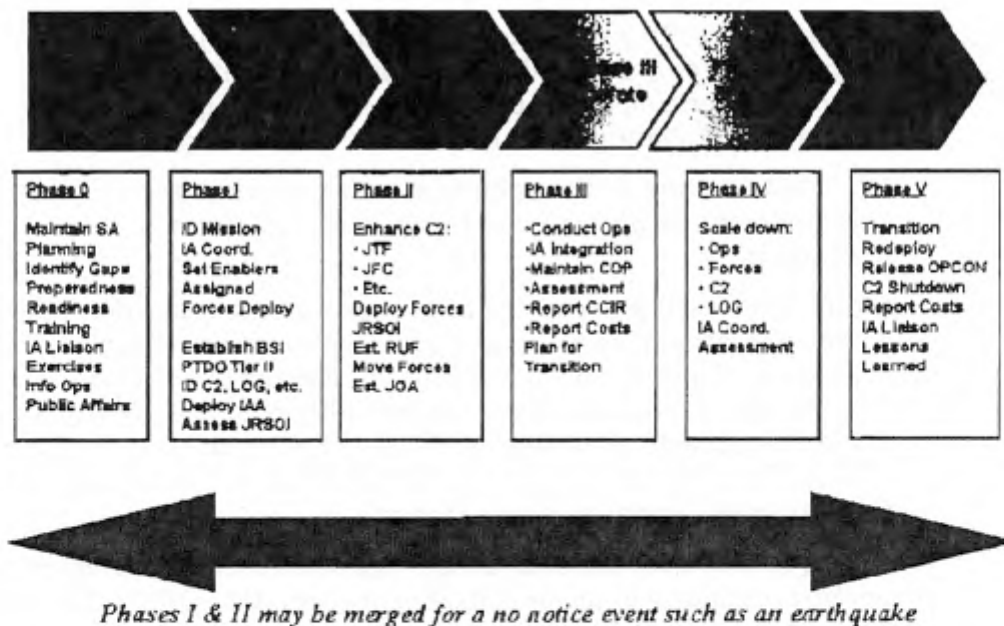 Phase III
Phase 0
Maintain SA
Planning
Identify Gaps
Preparedness
Readiness
Training
IA Liaison
Exercises
Info Ops
Public Affairs
Phase I
ID Mission
IA Coord.
Set Enablers
Assigned
Forces Deploy
Establish BSI
PTDO Tier II
ID C2, LOG, etc.
Deploy IAA
Assess JRSOI
Phase II
Enhance C2:
• JTF
• JFC
• Etc.
Deploy Forces
JRSOI
Est. RUF
Move Forces
Est. JOA
Phase III
•Conduct Ops
•IA Integration
•Maintain COP
•Assessment
•Report CCIR
•Report Costs
Plan for
Transition
Phase IV
Scale down:
• Ops
• Forces
• C2
• LOG
IA Coord.
Assessment
Phase V
Transition
Redeploy
Release OPCON
C2 Shutdown
Report Costs
IA Liaison
Lessons
Learned
Phases I & II may be merged for a no notice event such as an earthquake